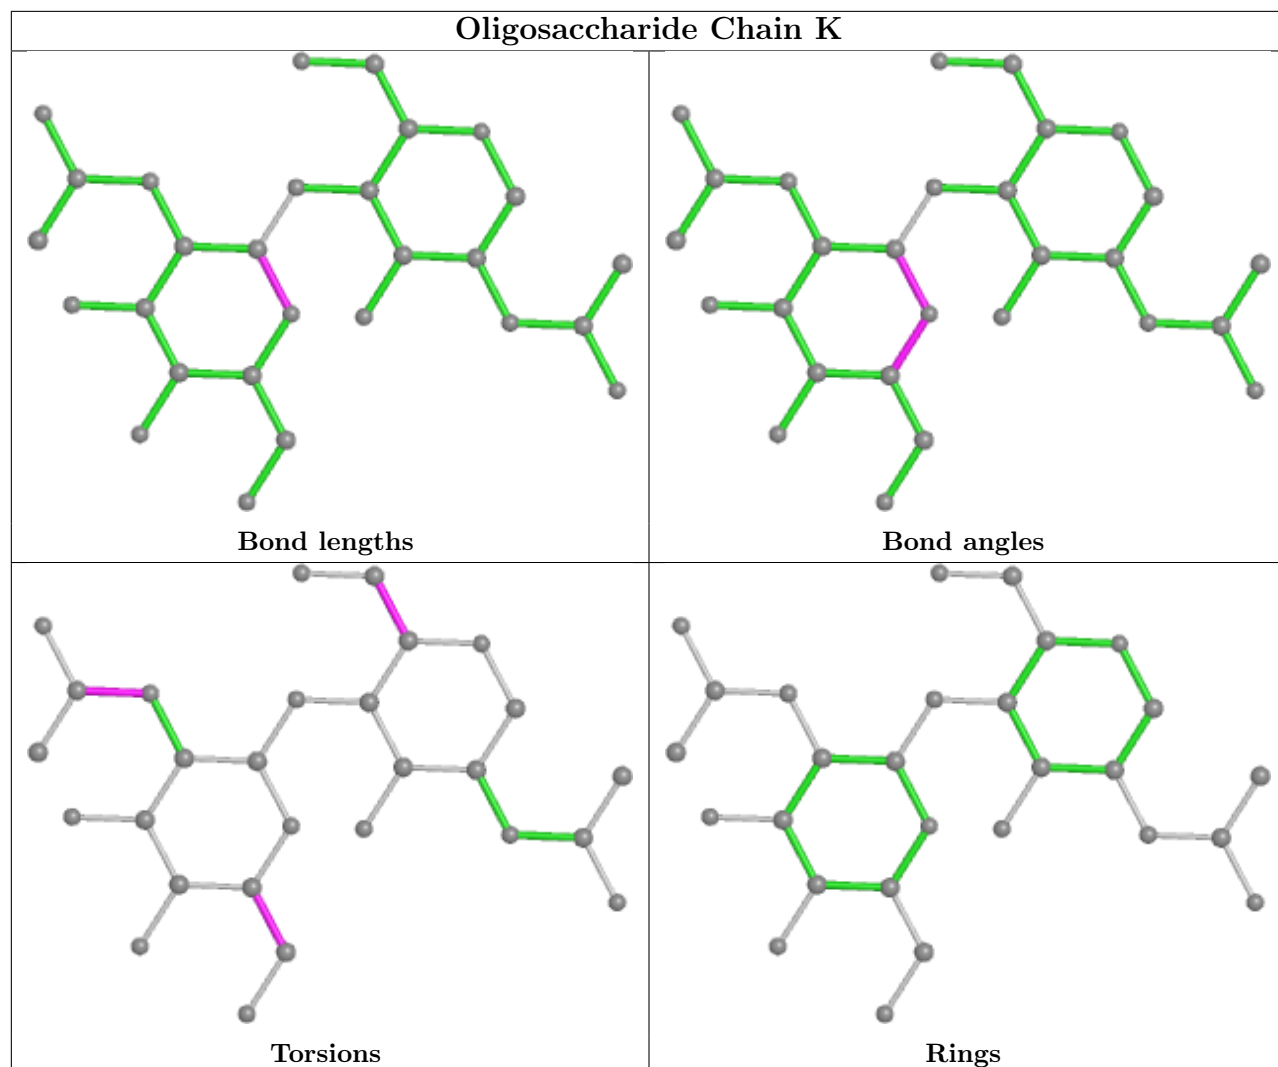 Oligosaccharide Chain K
Bond lengths
Bond angles
Torsions
Rings